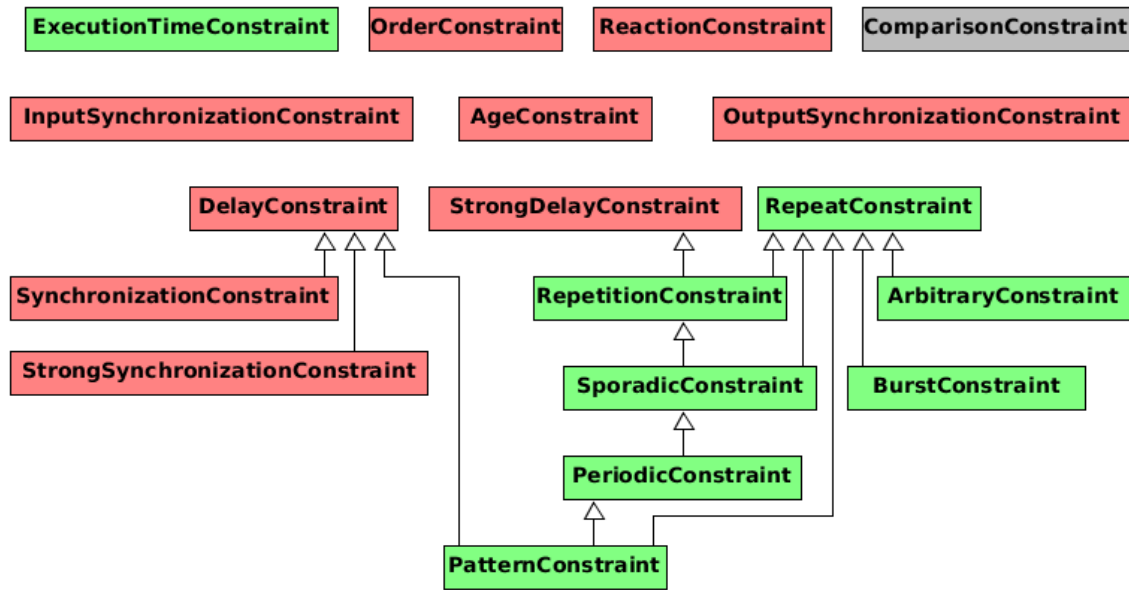 ExecutionTimeConstraint
OrderConstraint
ReactionConstraint
ComparisonConstraint
InputSynchronizationConstraint
AgeConstraint
OutputSynchronizationConstraint
DelayConstraint
StrongDelayConstraint
RepeatConstraint
SynchronizationConstraint
RepetitionConstraint
ArbitraryConstraint
StrongSynchronizationConstraint
SporadicConstraint
BurstConstraint
PeriodicConstraint
PatternConstraint